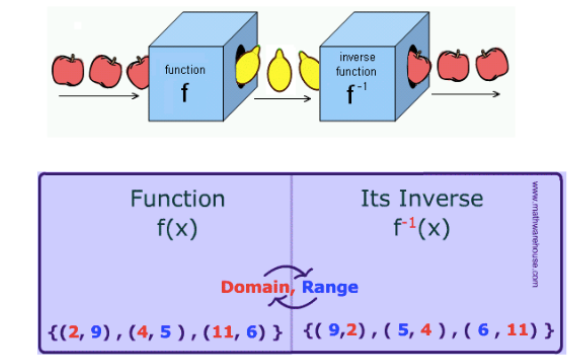 function
f
inverse
function
f-1
Function
f(x)
Its Inverse
f-1(x)
www.mathwarehouse.com
Domain, Range
{(2, 9) , (4, 5 ) , (11, 6) }
{( 9,2) , ( 5, 4 ) , ( 6 , 11) }